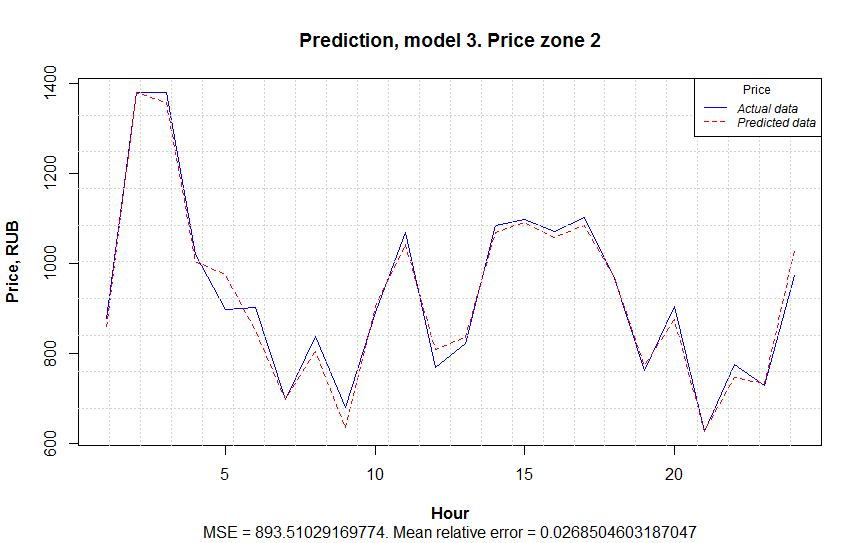 Prediction, model 3. Price zone 2
Price
Actual data
Predicted data
Price, RUB
1400
1200
1000
800
600
5 10 15 20
Hour
MSE = 893.51029169774. Mean relative error = 0.0268504603187047